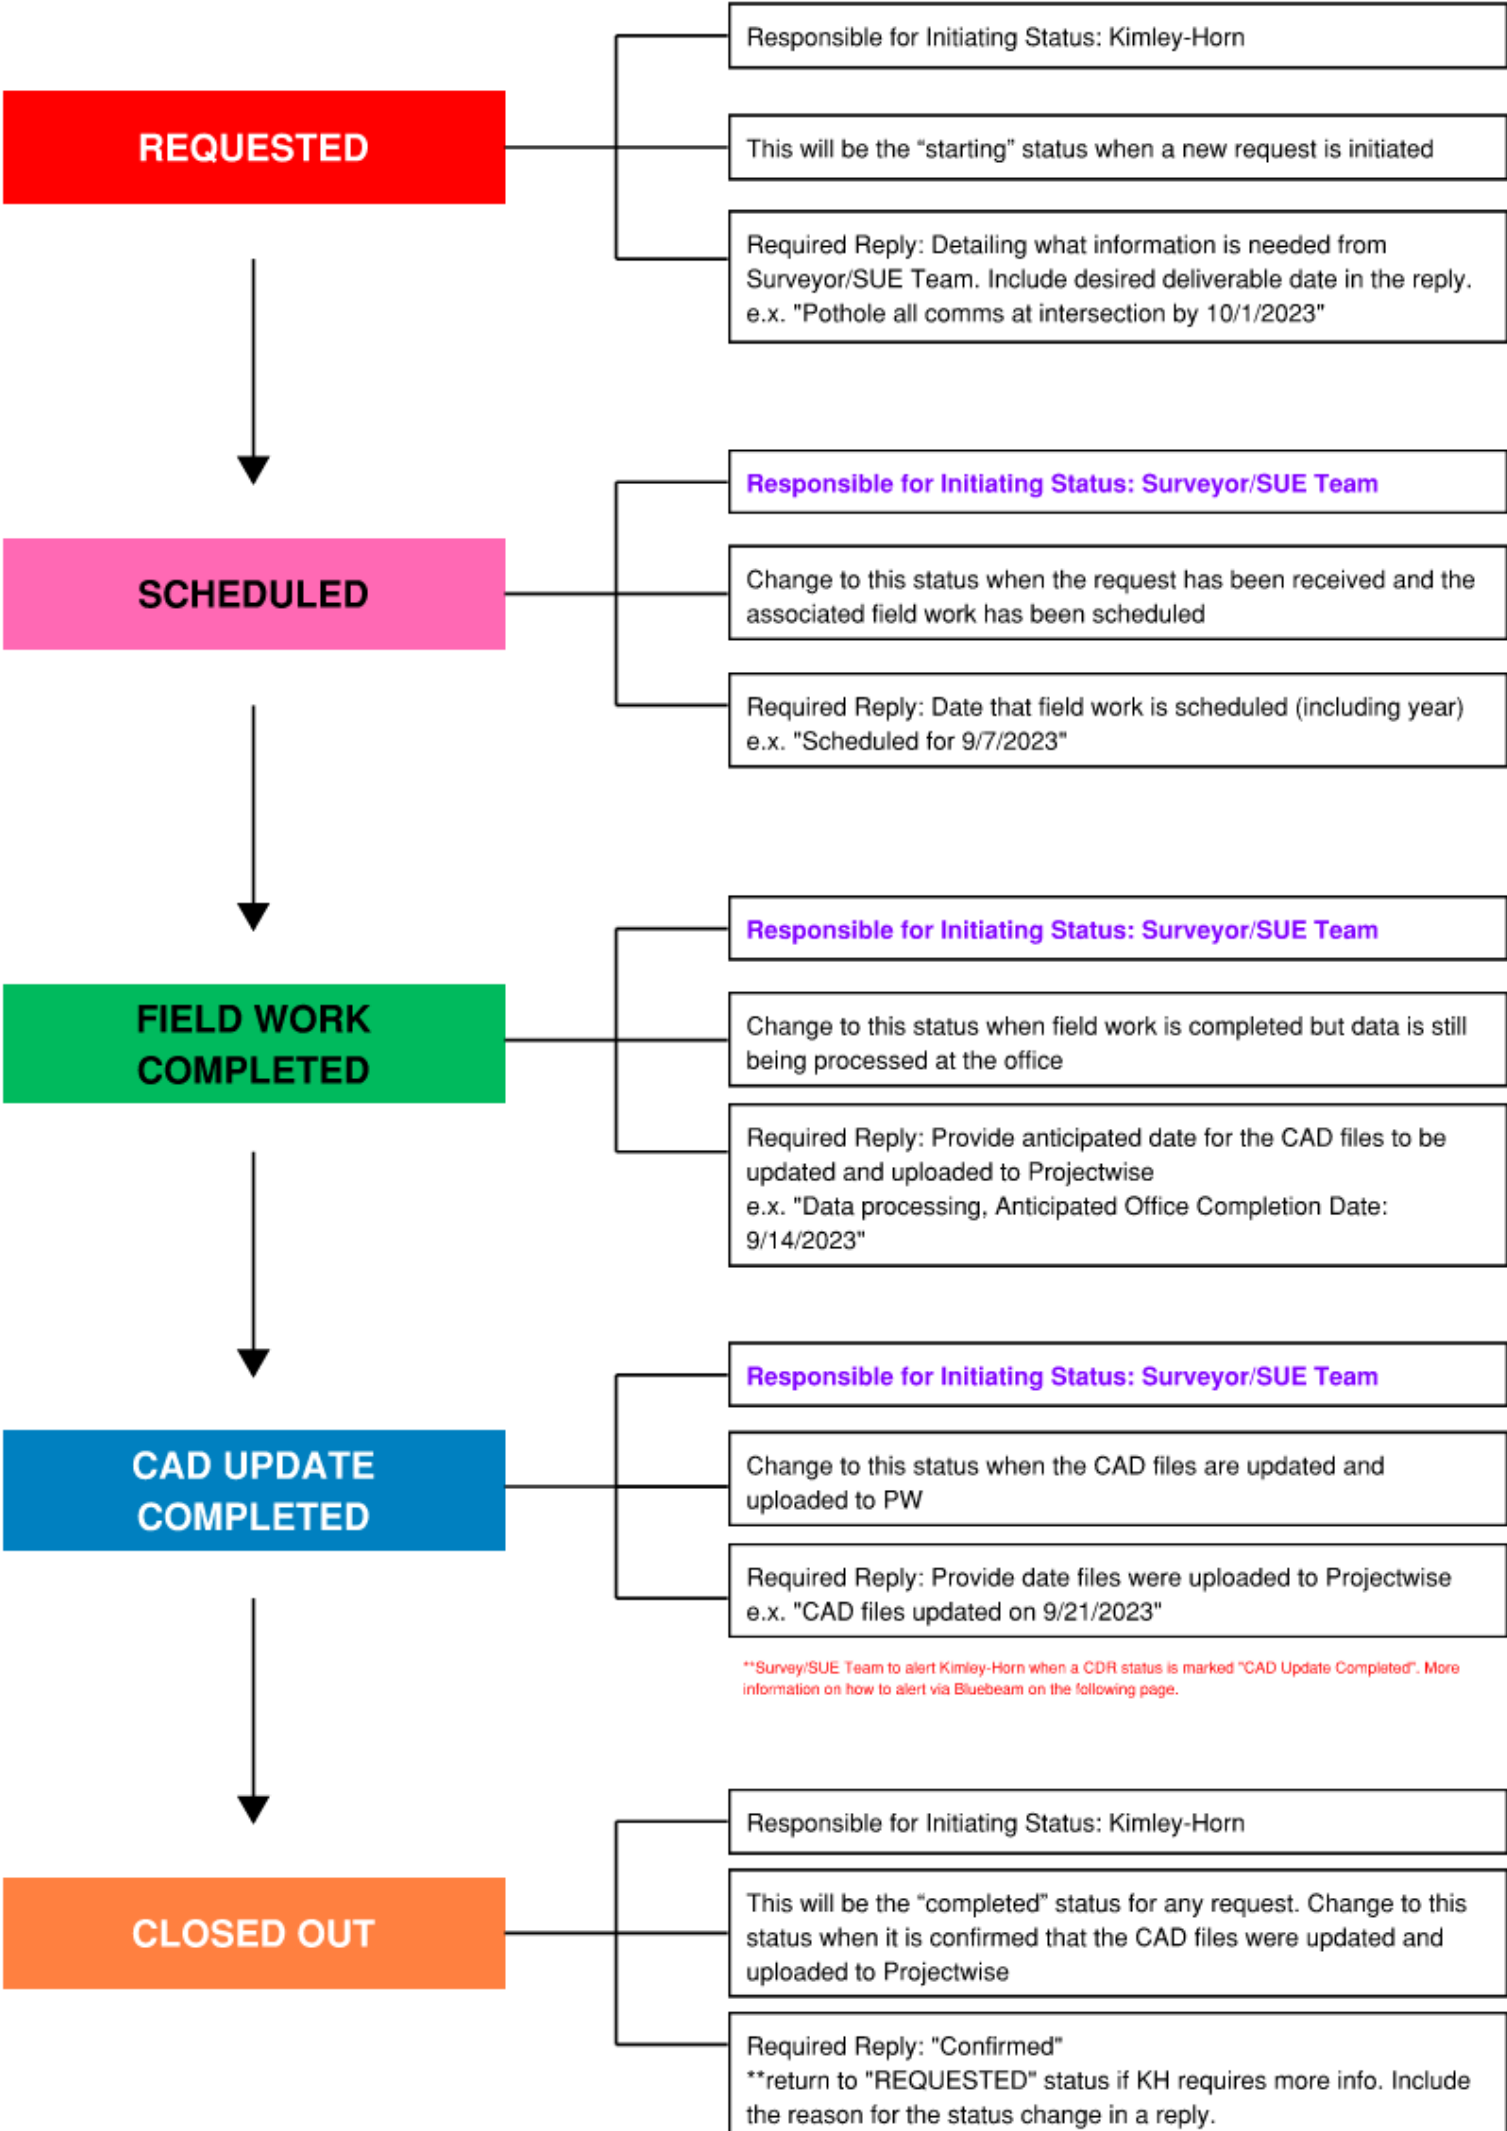 REQUESTED
Responsible for Initiating Status: Kimley-Horn
This will be the “starting” status when a new request is initiated
Required Reply: Detailing what information is needed from
Surveyor/SUE Team. Include desired deliverable date in the reply.
e.x. "Pothole all comms at intersection by 10/1/2023"
SCHEDULED
Responsible for Initiating Status: Surveyor/SUE Team
Change to this status when the request has been received and the
associated field work has been scheduled
Required Reply: Date that field work is scheduled (including year)
e.x. "Scheduled for 9/7/2023"
FIELD WORK
COMPLETED
Responsible for Initiating Status: Surveyor/SUE Team
Change to this status when field work is completed but data is still
being processed at the office
Required Reply: Provide anticipated date for the CAD files to be
updated and uploaded to Projectwise
e.x. "Data processing, Anticipated Office Completion Date:
9/14/2023"
CAD UPDATE
COMPLETED
Responsible for Initiating Status: Surveyor/SUE Team
Change to this status when the CAD files are updated and
uploaded to PW
Required Reply: Provide date files were uploaded to Projectwise
e.x. "CAD files updated on 9/21/2023"
**Survey/SUE Team to alert Kimley-Horn when a CDR status is marked "CAD Update Completed". More
information on how to alert via Bluebeam on the following page.
CLOSED OUT
Responsible for Initiating Status: Kimley-Horn
This will be the “completed” status for any request. Change to this
status when it is confirmed that the CAD files were updated and
uploaded to Projectwise
Required Reply: "Confirmed"
**return to "REQUESTED" status if KH requires more info. Include
the reason for the status change in a reply.